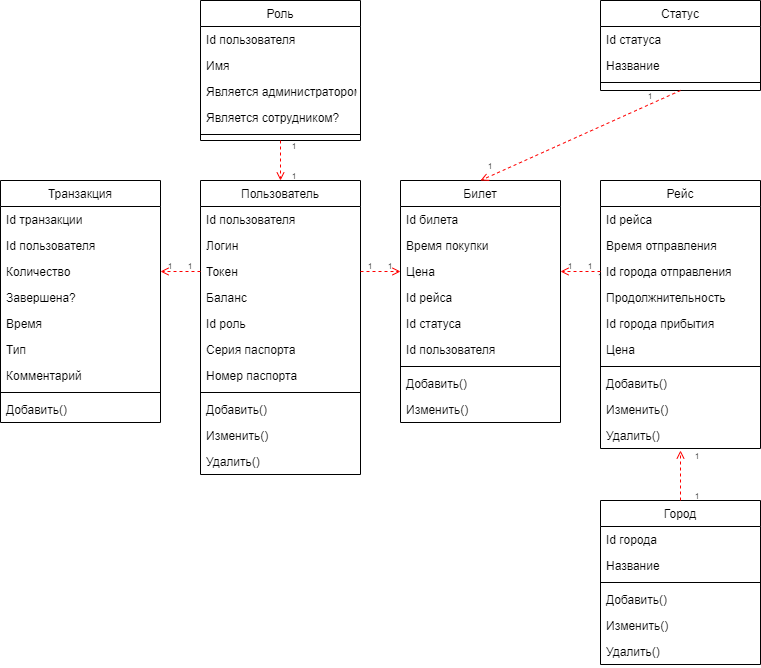 Роль
Id пользователя
Имя
Является администратором
Является сотрудником?
1
1
Статус
Id статуса
Название
1
1
Транзакция
Id транзакции
Id пользователя
Количество
Завершена?
Время
Тип
Комментарий
Добавить()
1
1
Пользователь
Id пользователя
Логин
Токен
Баланс
Id роль
Серия паспорта
Номер паспорта
Добавить()
Изменить()
Удалить()
1
1
Билет
Id билета
Время покупки
Цена
Id рейса
Id статуса
Id пользователя
Добавить()
Изменить()
1
1
Рейс
Id рейса
Время отправления
Id города отправления
Продолжительность
Id города прибытия
Цена
Добавить()
Изменить()
Удалить()
1
1
Город
Id города
Название
Добавить()
Изменить()
Удалить()